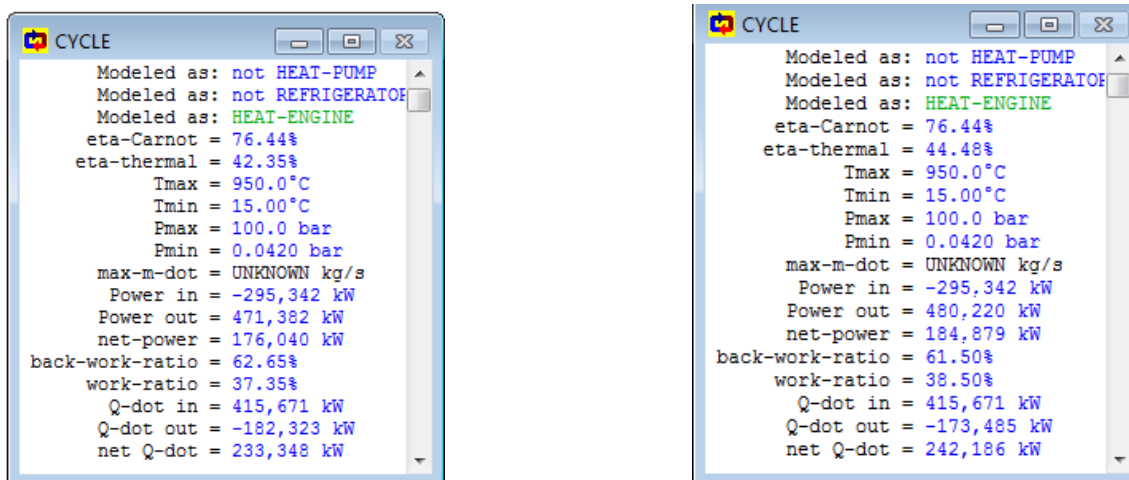 CYCLE
Modeled as: not HEAT-PUMP
Modeled as: not REFRIGERATOR
Modeled as: HEAT-ENGINE
eta-Carnot = 76.44%
eta-thermal = 42.35%
Tmax = 950.0°C
Tmin = 15.00°C
Pmax = 100.0 bar
Pmin = 0.0420 bar
max-m-dot = UNKNOWN kg/s
Power in = -295,342 kW
Power out = 471,382 kW
net-power = 176,040 kW
back-work-ratio = 62.65%
work-ratio = 37.35%
Q-dot in = 415,671 kW
Q-dot out = -182,323 kW
net Q-dot = 233,348 kW
CYCLE
Modeled as: not HEAT-PUMP
Modeled as: not REFRIGERATOR
Modeled as: HEAT-ENGINE
eta-Carnot = 76.44%
eta-thermal = 44.48%
Tmax = 950.0°C
Tmin = 15.00°C
Pmax = 100.0 bar
Pmin = 0.0420 bar
max-m-dot = UNKNOWN kg/s
Power in = -295,342 kW
Power out = 480,220 kW
net-power = 184,879 kW
back-work-ratio = 61.50%
work-ratio = 38.50%
Q-dot in = 415,671 kW
Q-dot out = -173,485 kW
net Q-dot = 242,186 kW